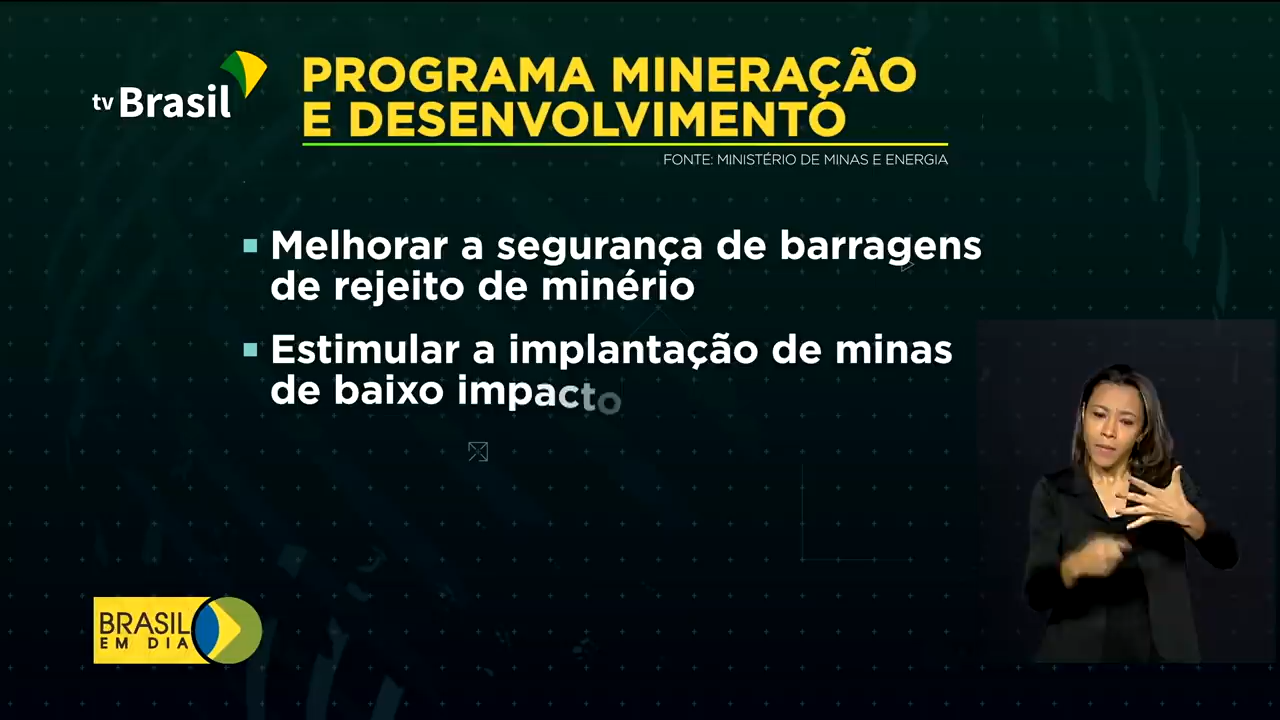 tv Brasil
PROGRAMA MINERAÇÃO
E DESENVOLVIMENTO
FONTE: MINISTÉRIO DE MINAS E ENERGIA
Melhorar a segurança de barragens
de rejeito de minério
Estimular a implantação de minas
de baixo impacto
BRASIL
EM DIA